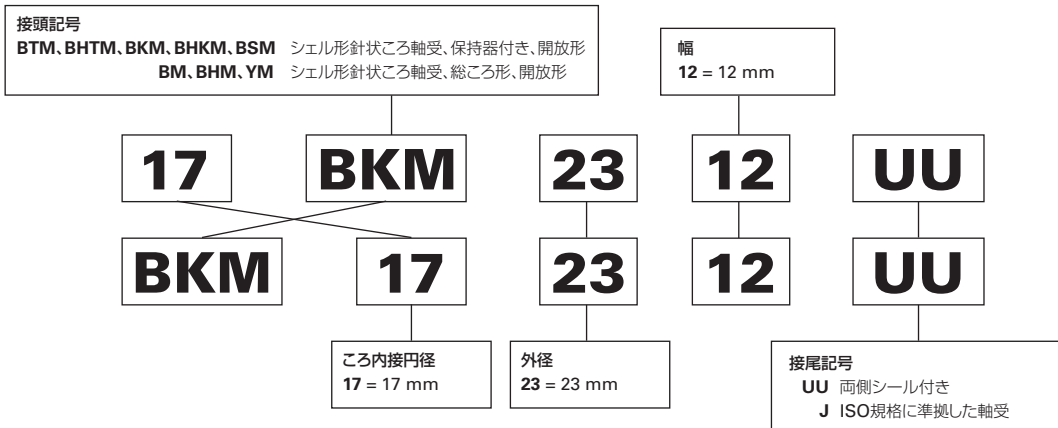 接頭記号
BTM、BHTM、BKM、BHKM、BSM シェル形針状ころ軸受、保持器付き、開放形
BM、BHM、YM シェル形針状ころ軸受、総ころ形、開放形
幅
12 = 12 mm
17 BKM 23 12 UU
BKM 17 23 12 UU
ころ内接円径
17 = 17 mm
外径
23 = 23 mm
接尾記号
UU 両側シール付き
J ISO規格に準拠した軸受